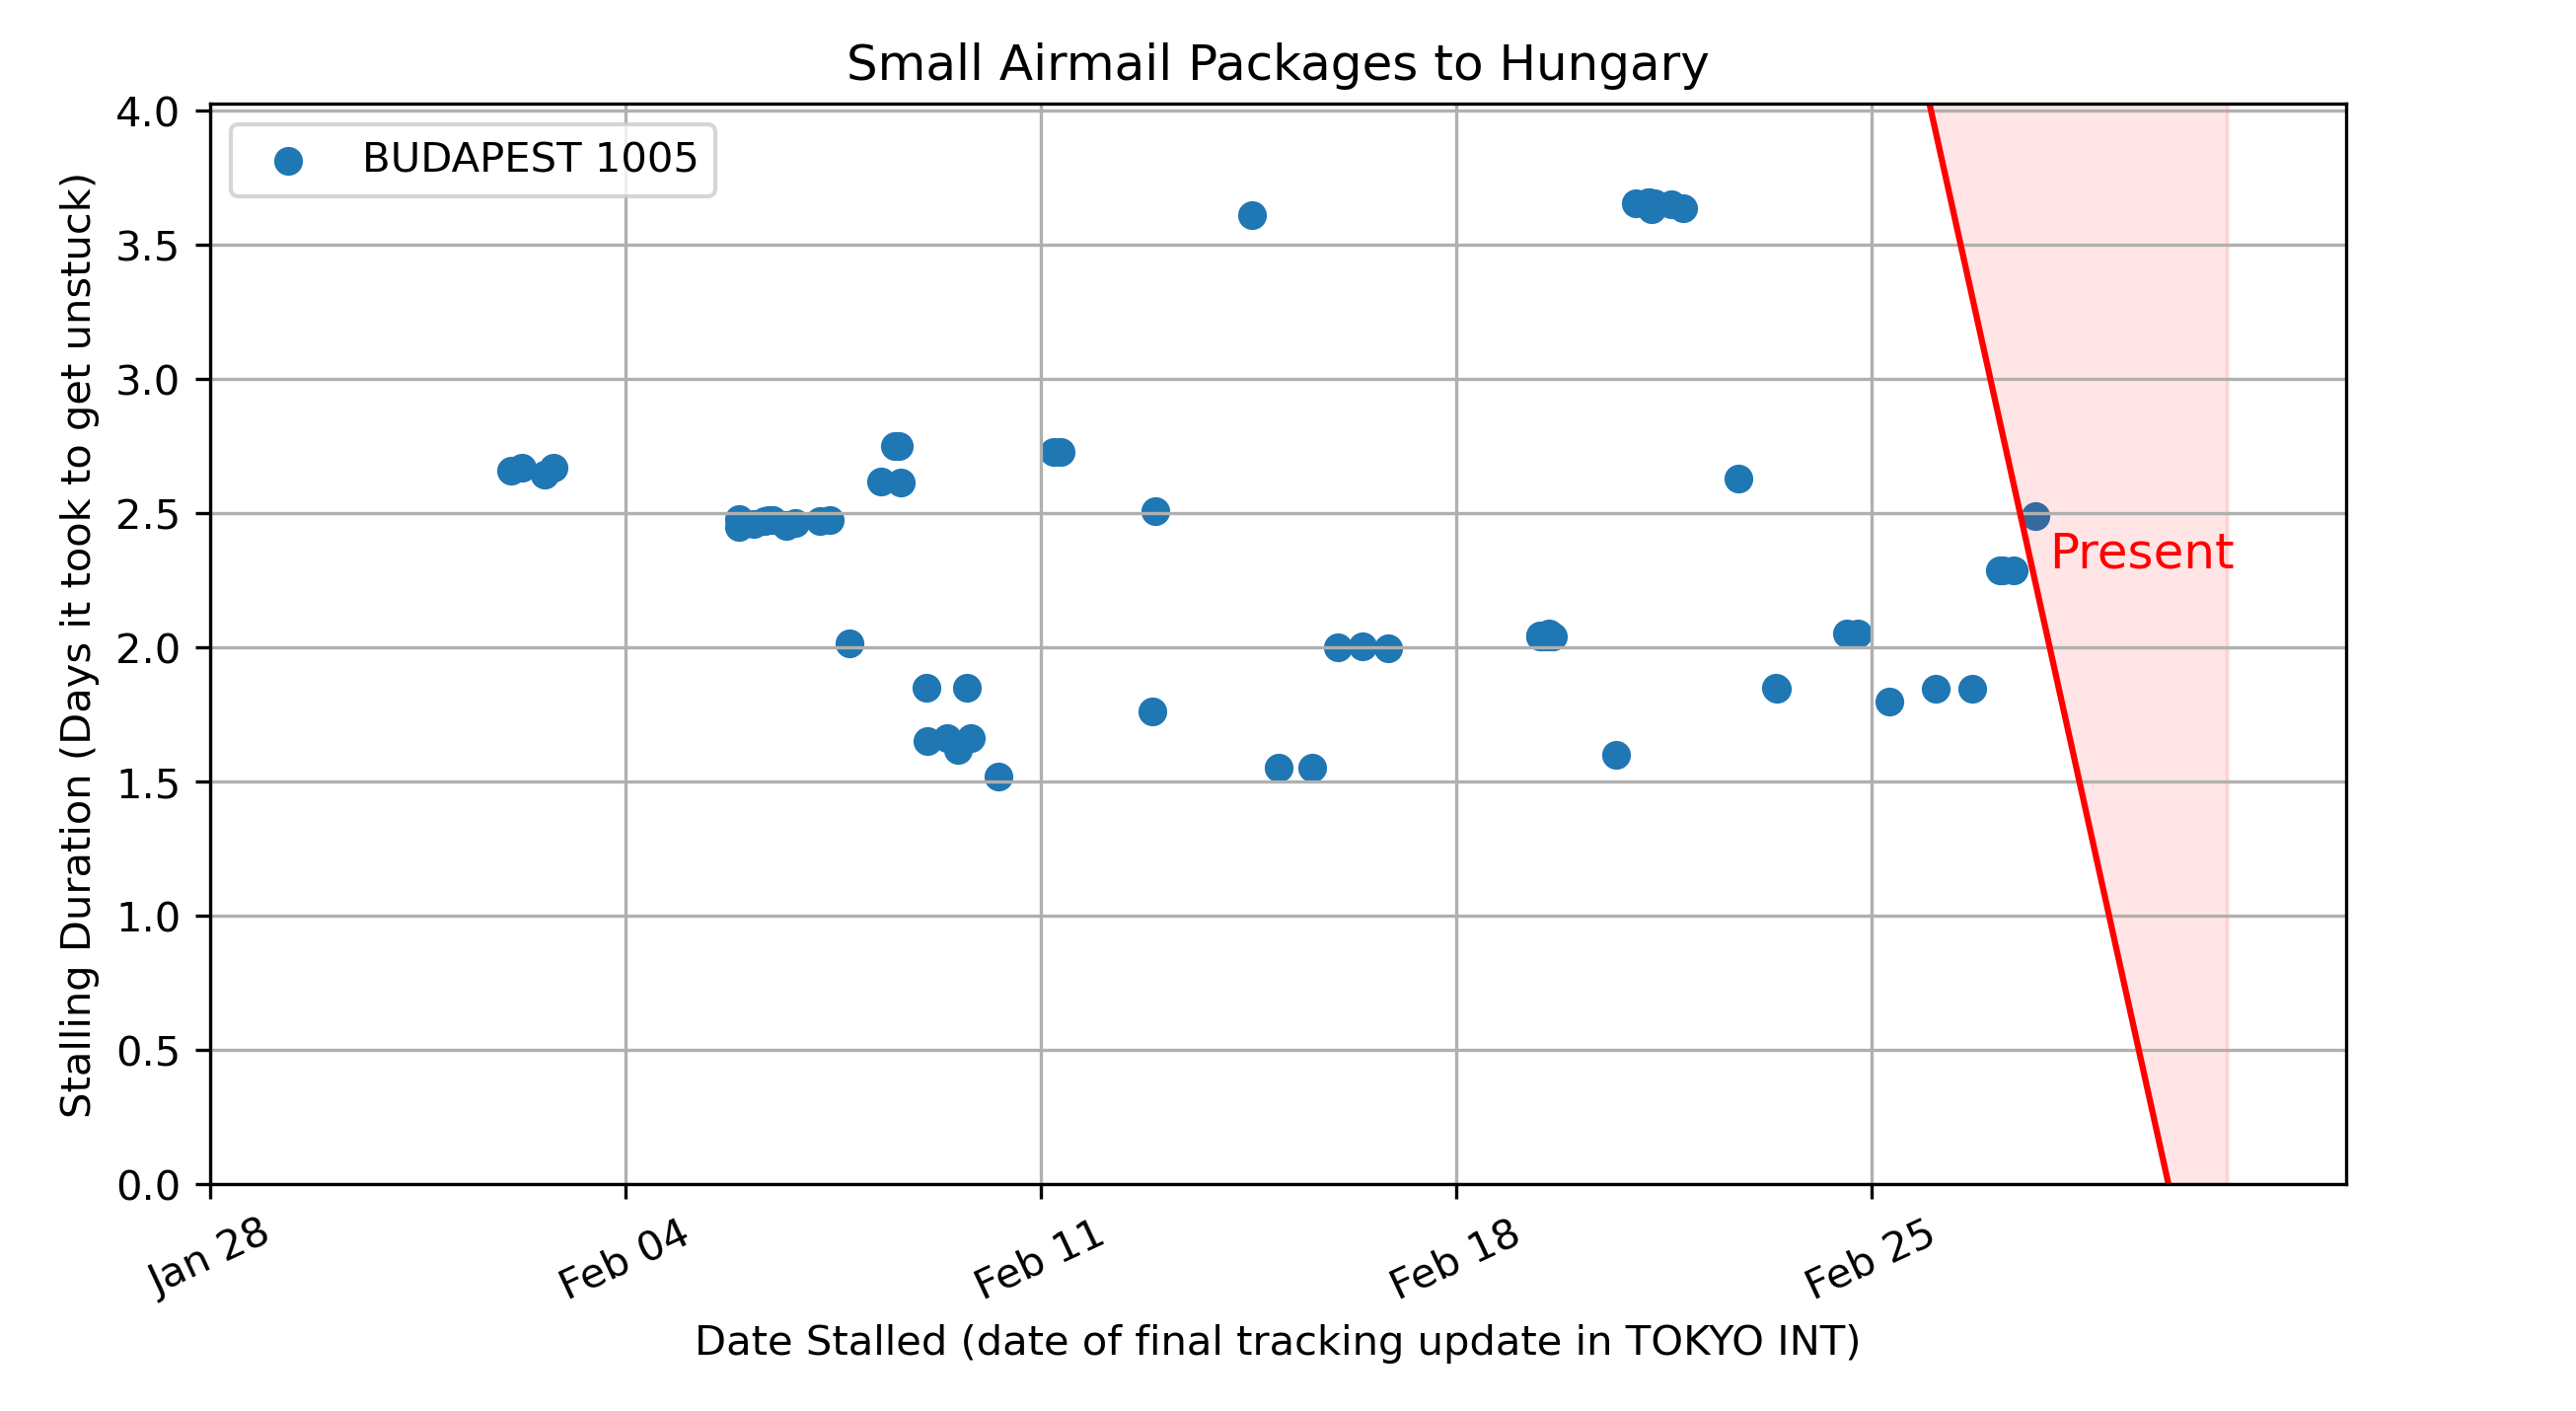 Small Airmail Packages to Hungary
BUDAPEST 1005
Stalling Duration (Days it took to get unstuck)
4.0
3.5
3.0
2.5
2.0
1.5
1.0
0.5
0.0
Present
Jan 28
Feb 04
Feb 11
Feb 18
Feb 25
Date Stalled (date of final tracking update in TOKYO INT)